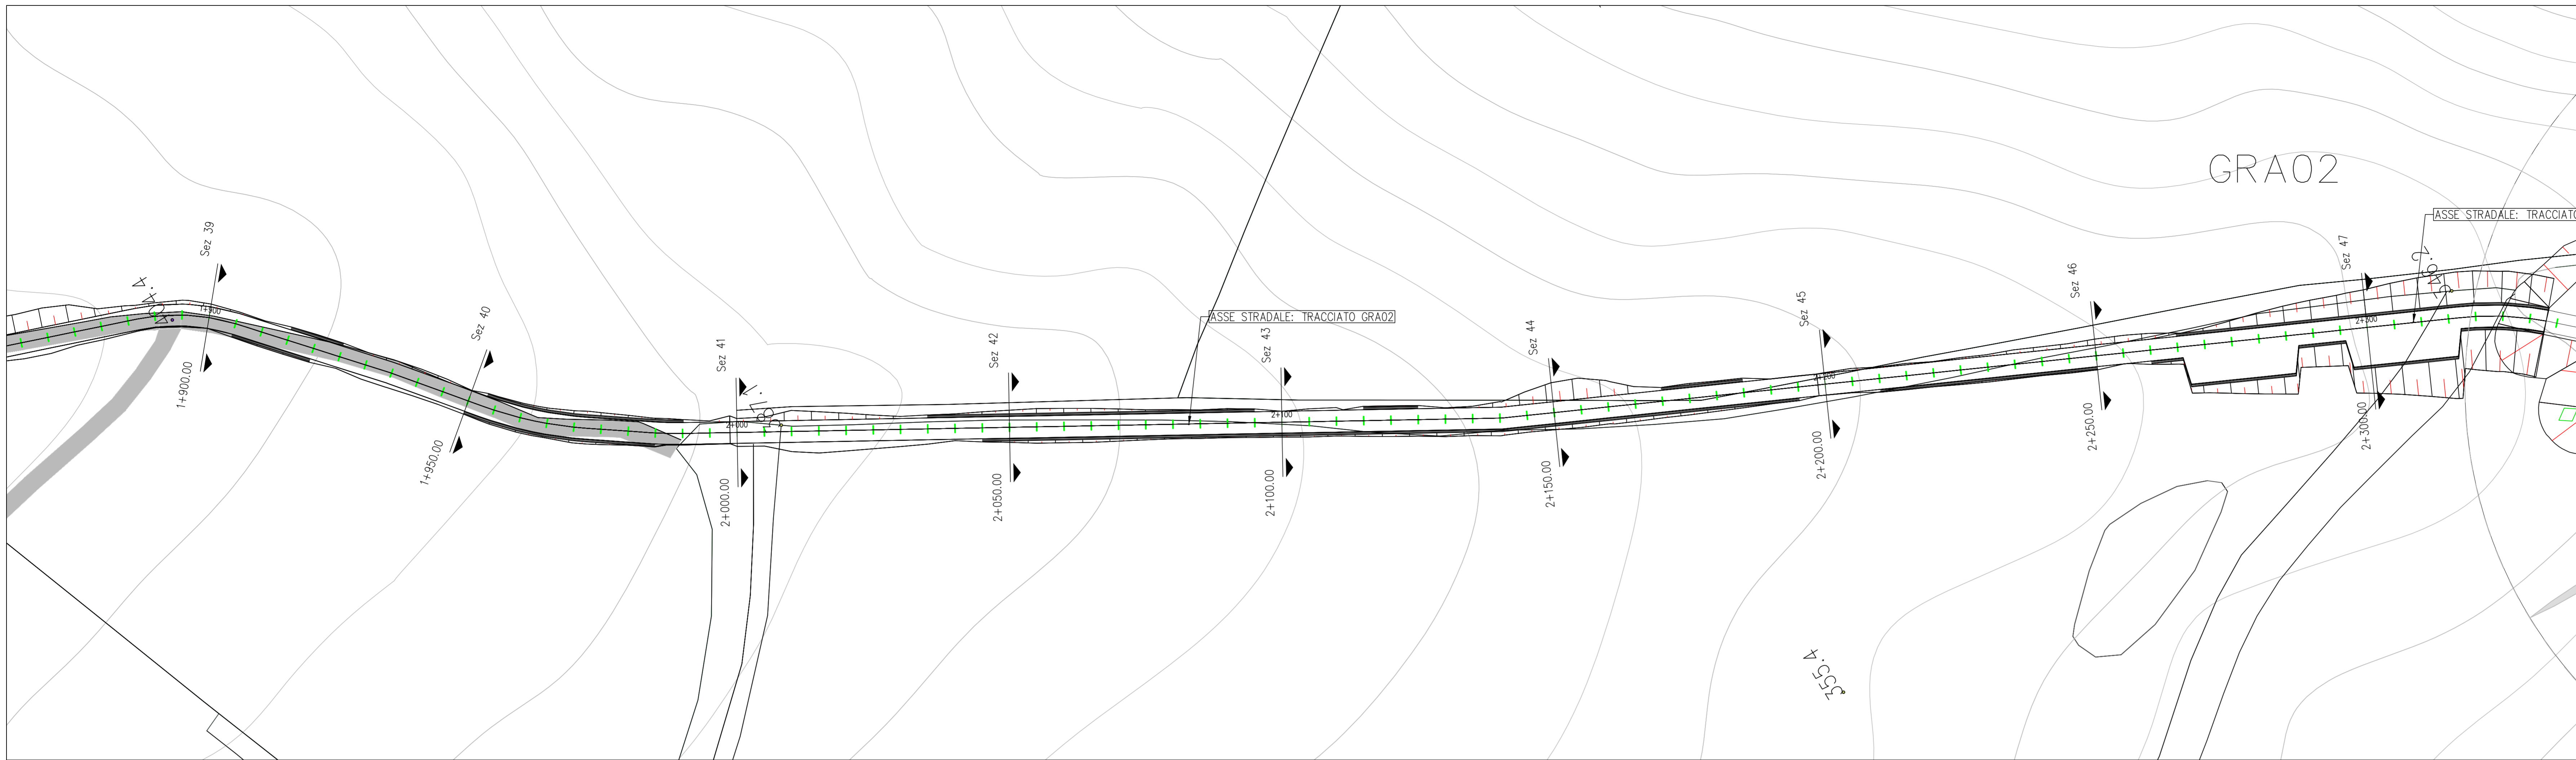 GRA02
ASSE STRADALE: TRACCIATO
Sez 39
Sez 40
Sez 41
Sez 42
Sez 43
Sez 44
Sez 45
Sez 46
Sez 47
1+900
ASSE STRADALE: TRACCIATO GRA02
2+000
2+100
2+200
2+300
387.1
1+900.00
1+950.00
2+000.00
2+050.00
2+100.00
2+150.00
2+200.00
2+250.00
2+300.00
355.4